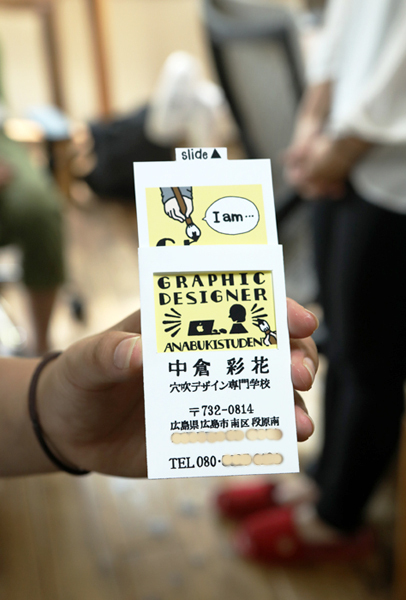 slide▲
I am…
GRAPHIC
DESIGNER
ANABUKISTUDENT
中倉 彩花
穴吹デザイン専門学校
〒732-0814
広島県広島市南区段原南
TEL 080-